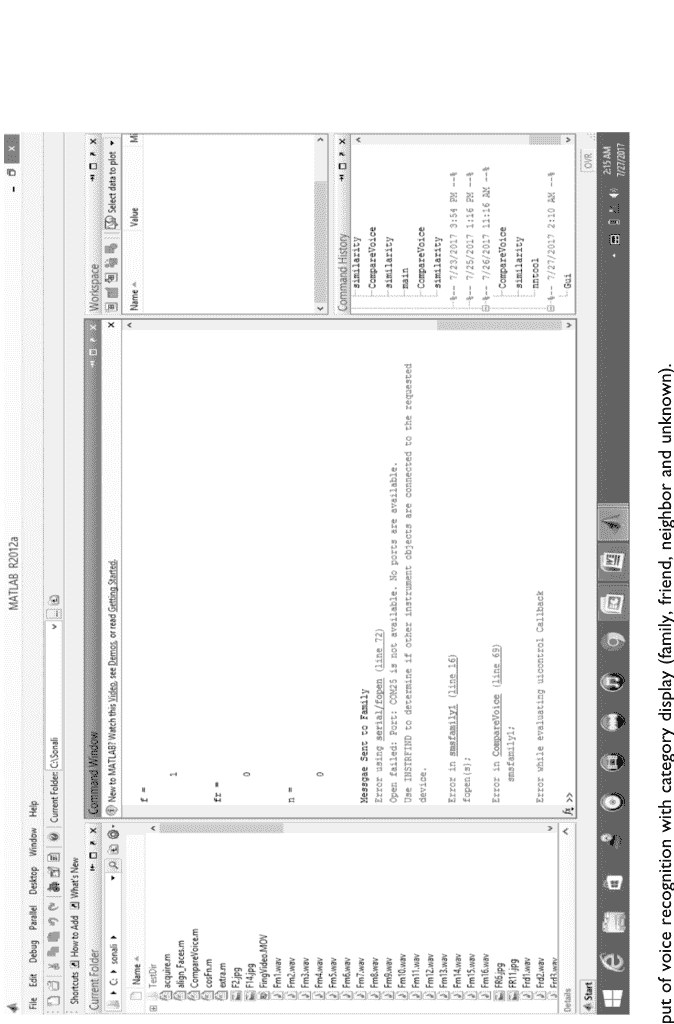 MATLAB R2012a
File Edit Debug Parallel Desktop Window Help
Current Folder: C:\Sonali
Shortcuts How to Add What's New
Current Folder
C: sonali
Name
TestDir
acquire.m
align_Faces.m
CompareVoice.m
cosFn.m
extra.m
F2.jpg
F14.jpg
FingVideo.MOV
Fm1.wav
Fm2.wav
Fm3.wav
Fm4.wav
Fm5.wav
Fm6.wav
Fm7.wav
Fm8.wav
Fm9.wav
Fm10.wav
Fm11.wav
Fm12.wav
Fm13.wav
Fm14.wav
Fm15.wav
Fm16.wav
FR6.jpg
FR11.jpg
Frd1.wav
Frd2.wav
Frd3.wav
Details
Command Window
New to MATLAB? Watch this Video, see Demos, or read Getting Started.
f =
1
fr =
0
n =
0
Messgae Sent to Family
Error using serial/fopen (line 72)
Open failed: Port: COM25 is not available. No ports are available.
Use INSTRFIND to determine if other instrument objects are connected to the requested
device.
Error in smsfamily1 (line 16)
fopen(s);
Error in CompareVoice (line 69)
smsfamily1;
Error while evaluating uicontrol Callback
fx >>
Workspace
Select data to plot
Name Value Mi
Command History
similarity
CompareVoice
similarity
main
CompareVoice
similarity
%-- 7/23/2017 3:54 PM --%
%-- 7/25/2017 1:16 PM --%
%-- 7/26/2017 11:16 AM --%
CompareVoice
similarity
nntool
%-- 7/27/2017 2:10 AM --%
Gui
Start
OVR
2:15 AM
7/27/2017
put of voice recognition with category display (family, friend, neighbor and unknown).